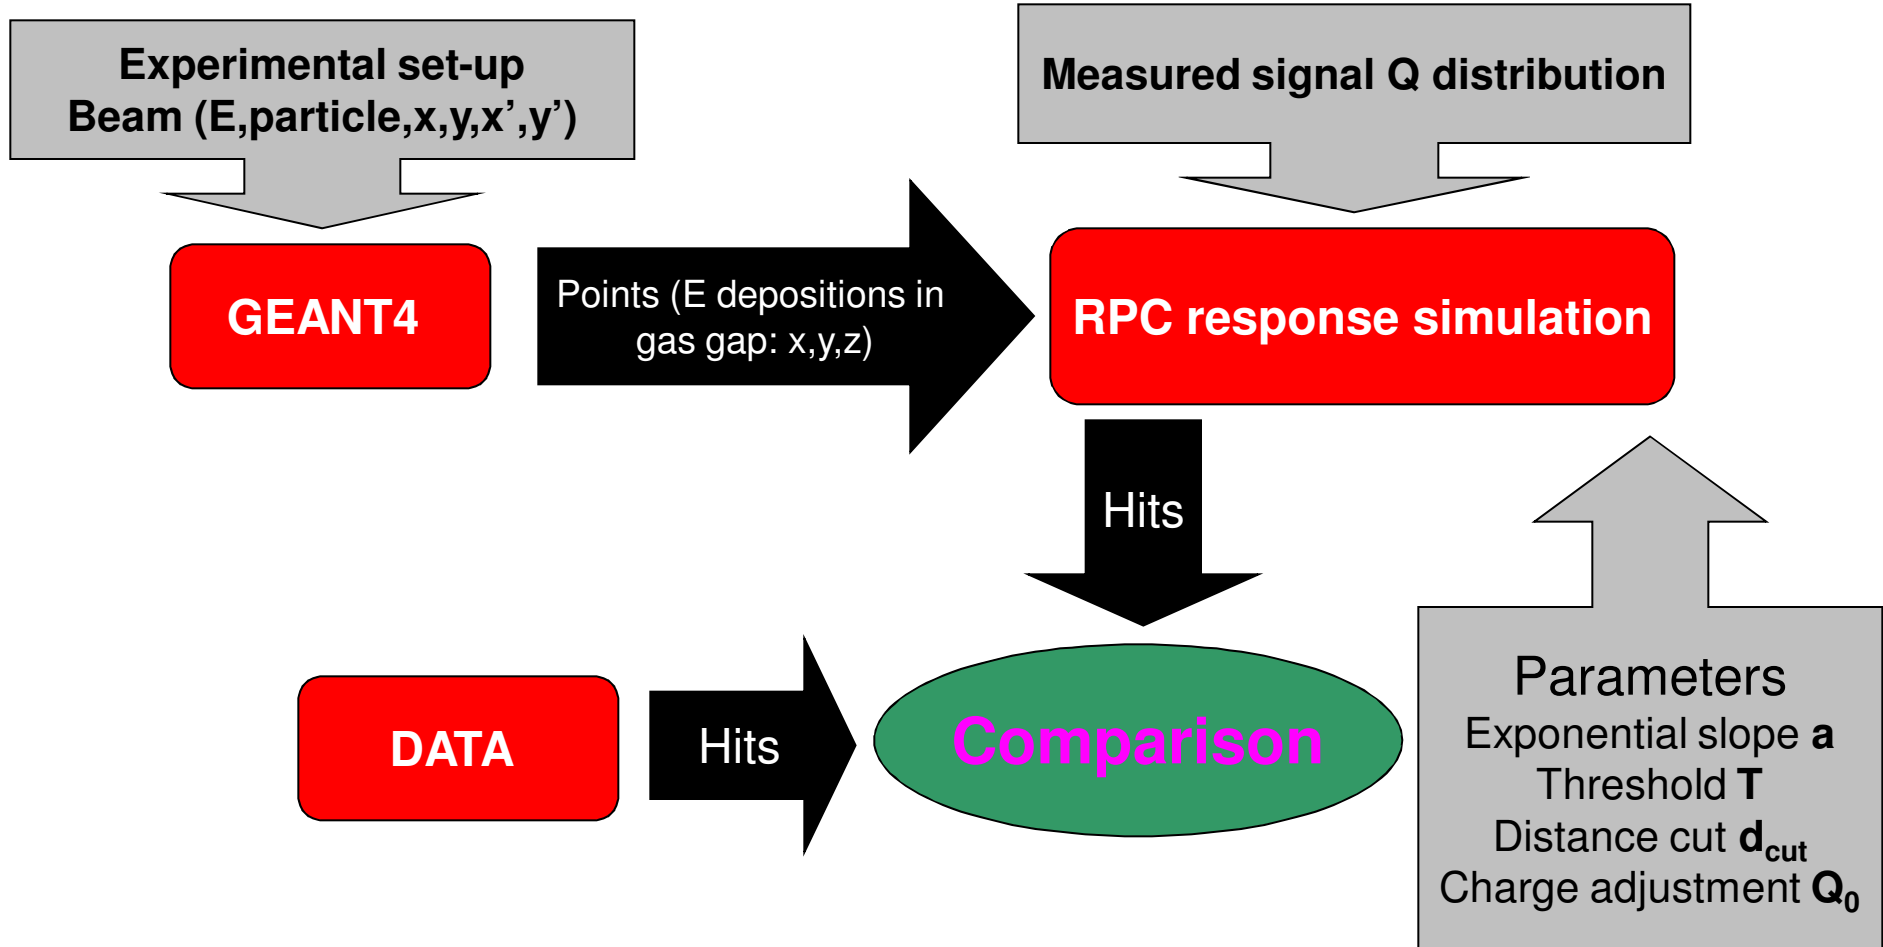 Experimental set-up
Beam (E,particle,x,y,x’,y’)
Measured signal Q distribution
GEANT4
Points (E depositions in
gas gap: x,y,z)
RPC response simulation
Hits
DATA
Hits
Comparison
Parameters
Exponential slope a
Threshold T
Distance cut dcut
Charge adjustment Q0